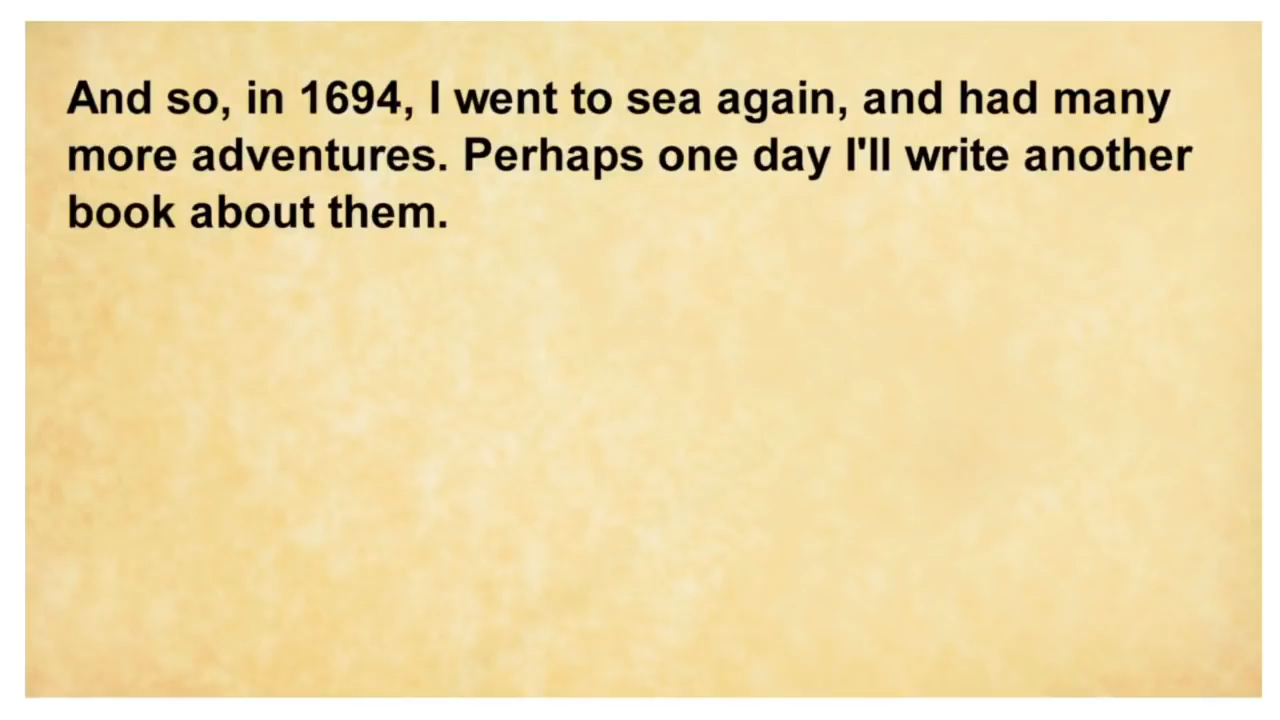 And so, in 1694, I went to sea again, and had many
more adventures. Perhaps one day I'll write another
book about them.